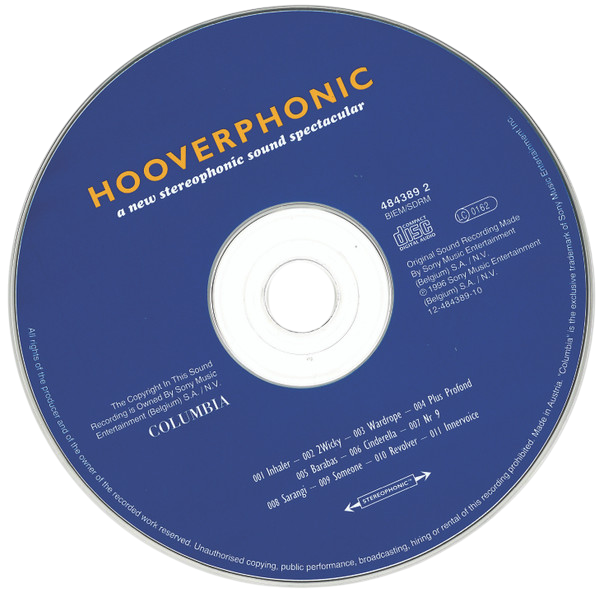 HOOVERPHONIC
a new stereophonic sound spectacular
484389 2
BIEM/SDRM
LC 0162
COMPACT
disc
DIGITAL AUDIO
Original Sound Recording Made
By Sony Music Entertainment
(Belgium) S.A. / N.V.
℗ 1996 Sony Music Entertainment
(Belgium) S.A. / N.V.
12-484389-10
The Copyright In This Sound
Recording is Owned By Sony Music
Entertainment (Belgium) S.A. / N.V.
COLUMBIA
001 Inhaler – 002 2Wicky – 003 Wardrope – 004 Plus Profond
005 Barabas – 006 Cinderella – 007 Nr 9
008 Sarangi – 009 Someone – 010 Revolver – 011 Innervoice
STEREOPHONIC™
All rights of the producer and of the owner of the recorded work reserved. Unauthorised copying, public performance, broadcasting, hiring or rental of this recording prohibited. Made in Austria. "Columbia" is the exclusive trademark of Sony Music Entertainment Inc.